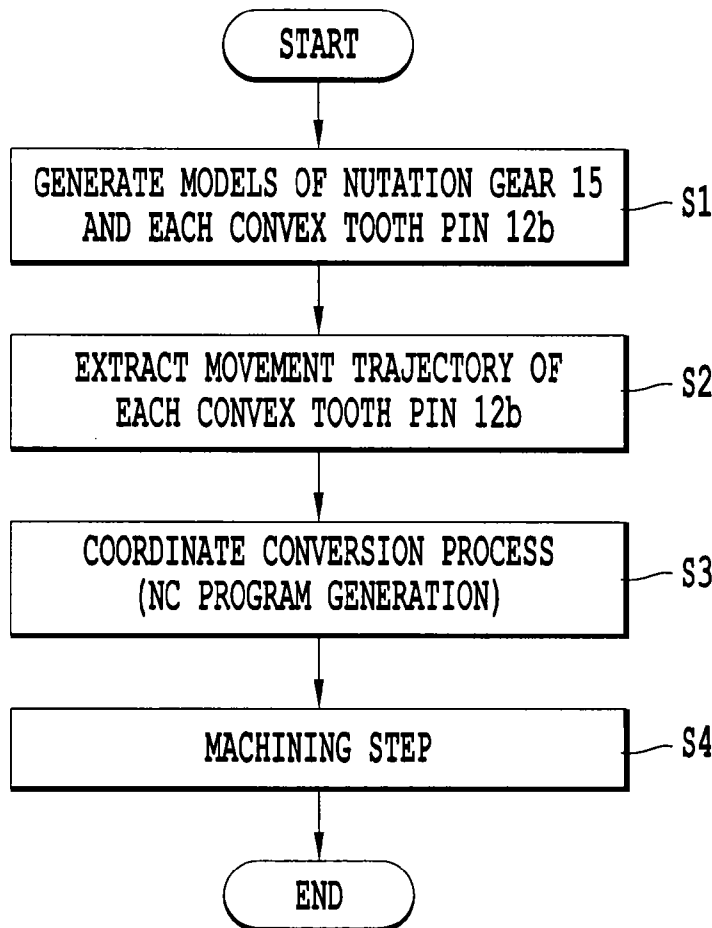 START
GENERATE MODELS OF NUTATION GEAR 15
AND EACH CONVEX TOOTH PIN 12b
S1
EXTRACT MOVEMENT TRAJECTORY OF
EACH CONVEX TOOTH PIN 12b
S2
COORDINATE CONVERSION PROCESS
(NC PROGRAM GENERATION)
S3
MACHINING STEP
S4
END